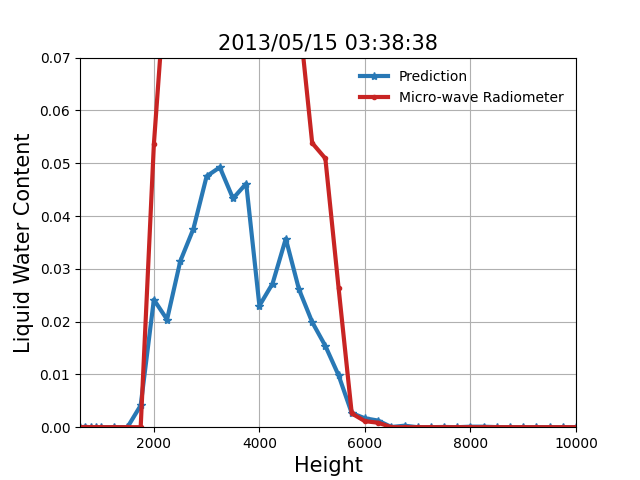 2013/05/15 03:38:38
Prediction
Micro-wave Radiometer
0.07
0.06
0.05
0.04
0.03
0.02
0.01
0.00
Liquid Water Content
2000 4000 6000 8000 10000
Height